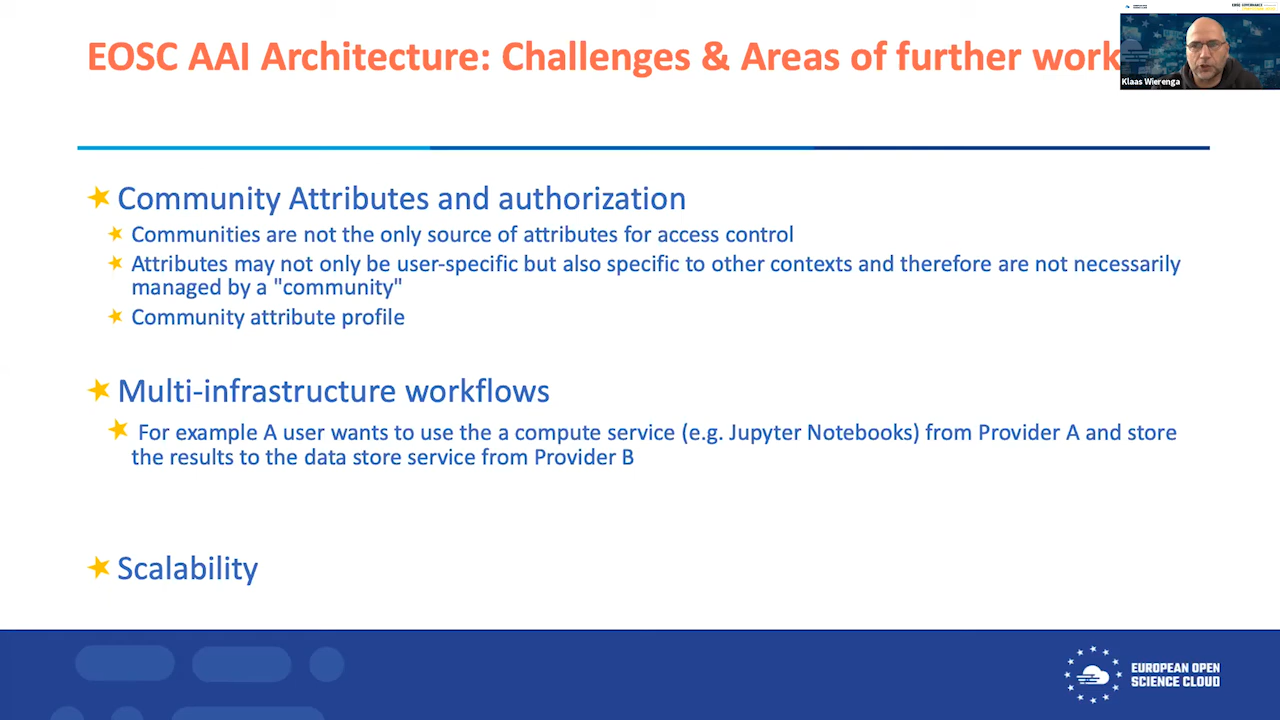 EOSC AAI Architecture: Challenges & Areas of further work
Klaas Wierenga
Community Attributes and authorization
Communities are not the only source of attributes for access control
Attributes may not only be user-specific but also specific to other contexts and therefore are not necessarily
managed by a "community"
Community attribute profile
Multi-infrastructure workflows
For example A user wants to use the a compute service (e.g. Jupyter Notebooks) from Provider A and store
the results to the data store service from Provider B
Scalability
EUROPEAN OPEN
SCIENCE CLOUD